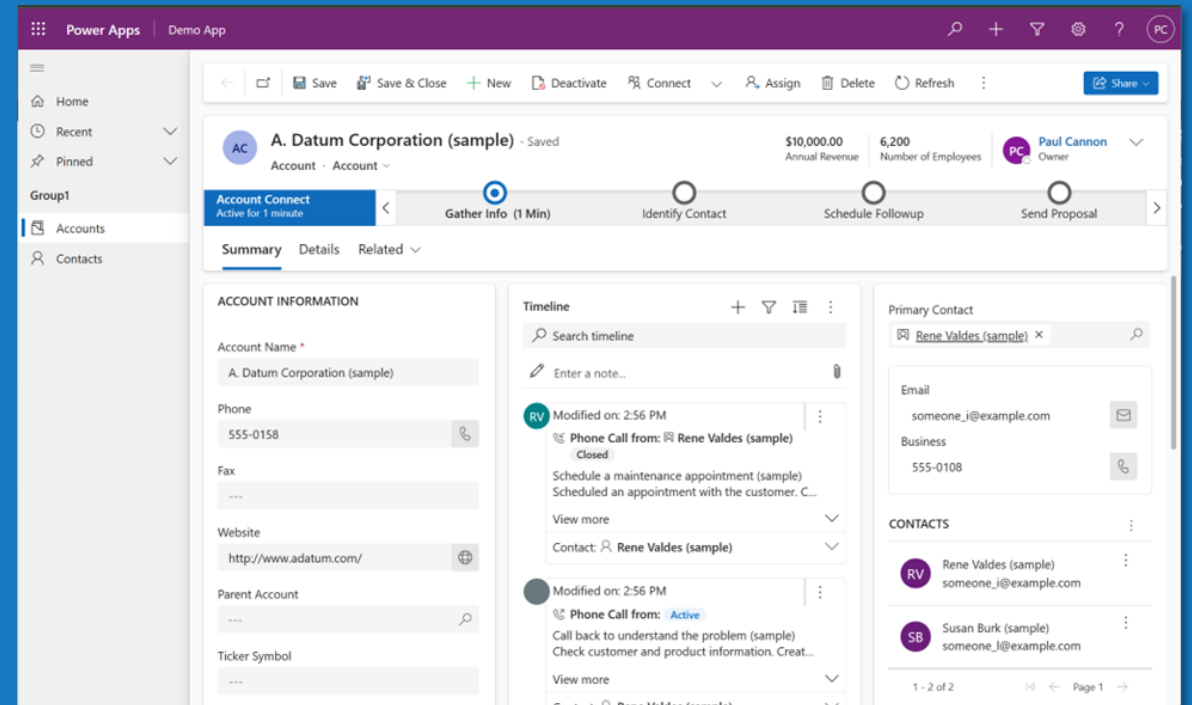 Power Apps
Demo App
PC
Save
Save & Close
New
Deactivate
Connect
Assign
Delete
Refresh
Share
Home
Recent
Pinned
Group1
Accounts
Contacts
AC
A. Datum Corporation (sample) - Saved
Account · Account
$10,000.00
Annual Revenue
6,200
Number of Employees
PC
Paul Cannon
Owner
Account Connect
Active for 1 minute
Gather Info (1 Min)
Identify Contact
Schedule Followup
Send Proposal
Summary
Details
Related
ACCOUNT INFORMATION
Account Name *
A. Datum Corporation (sample)
Phone
555-0158
Fax
---
Website
http://www.adatum.com/
Parent Account
---
Ticker Symbol
---
Timeline
Search timeline
Enter a note...
RV
Modified on: 2:56 PM
Phone Call from: Rene Valdes (sample)
Closed
Schedule a maintenance appointment (sample)
Scheduled an appointment with the customer. C...
View more
Contact: Rene Valdes (sample)
Modified on: 2:56 PM
Phone Call from: Active
Call back to understand the problem (sample)
Check customer and product information. Creat...
View more
Contact: Rene Valdes (sample)
Primary Contact
Rene Valdes (sample)
Email
someone_i@example.com
Business
555-0108
CONTACTS
RV
Rene Valdes (sample)
someone_i@example.com
SB
Susan Burk (sample)
someone_l@example.com
1 - 2 of 2
Page 1